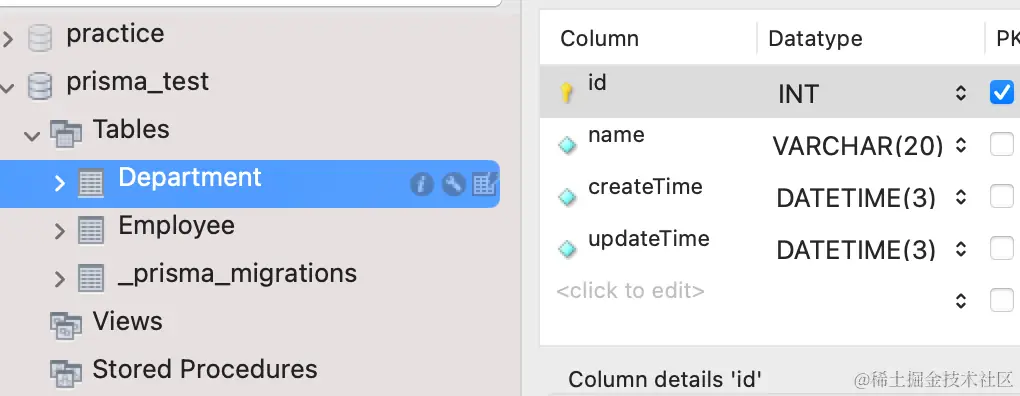 practice
prisma_test
Tables
Department
Employee
_prisma_migrations
Views
Stored Procedures
Column Datatype PK
id INT
name VARCHAR(20)
createTime DATETIME(3)
updateTime DATETIME(3)
<click to edit>
Column details 'id'
@稀土掘金技术社区